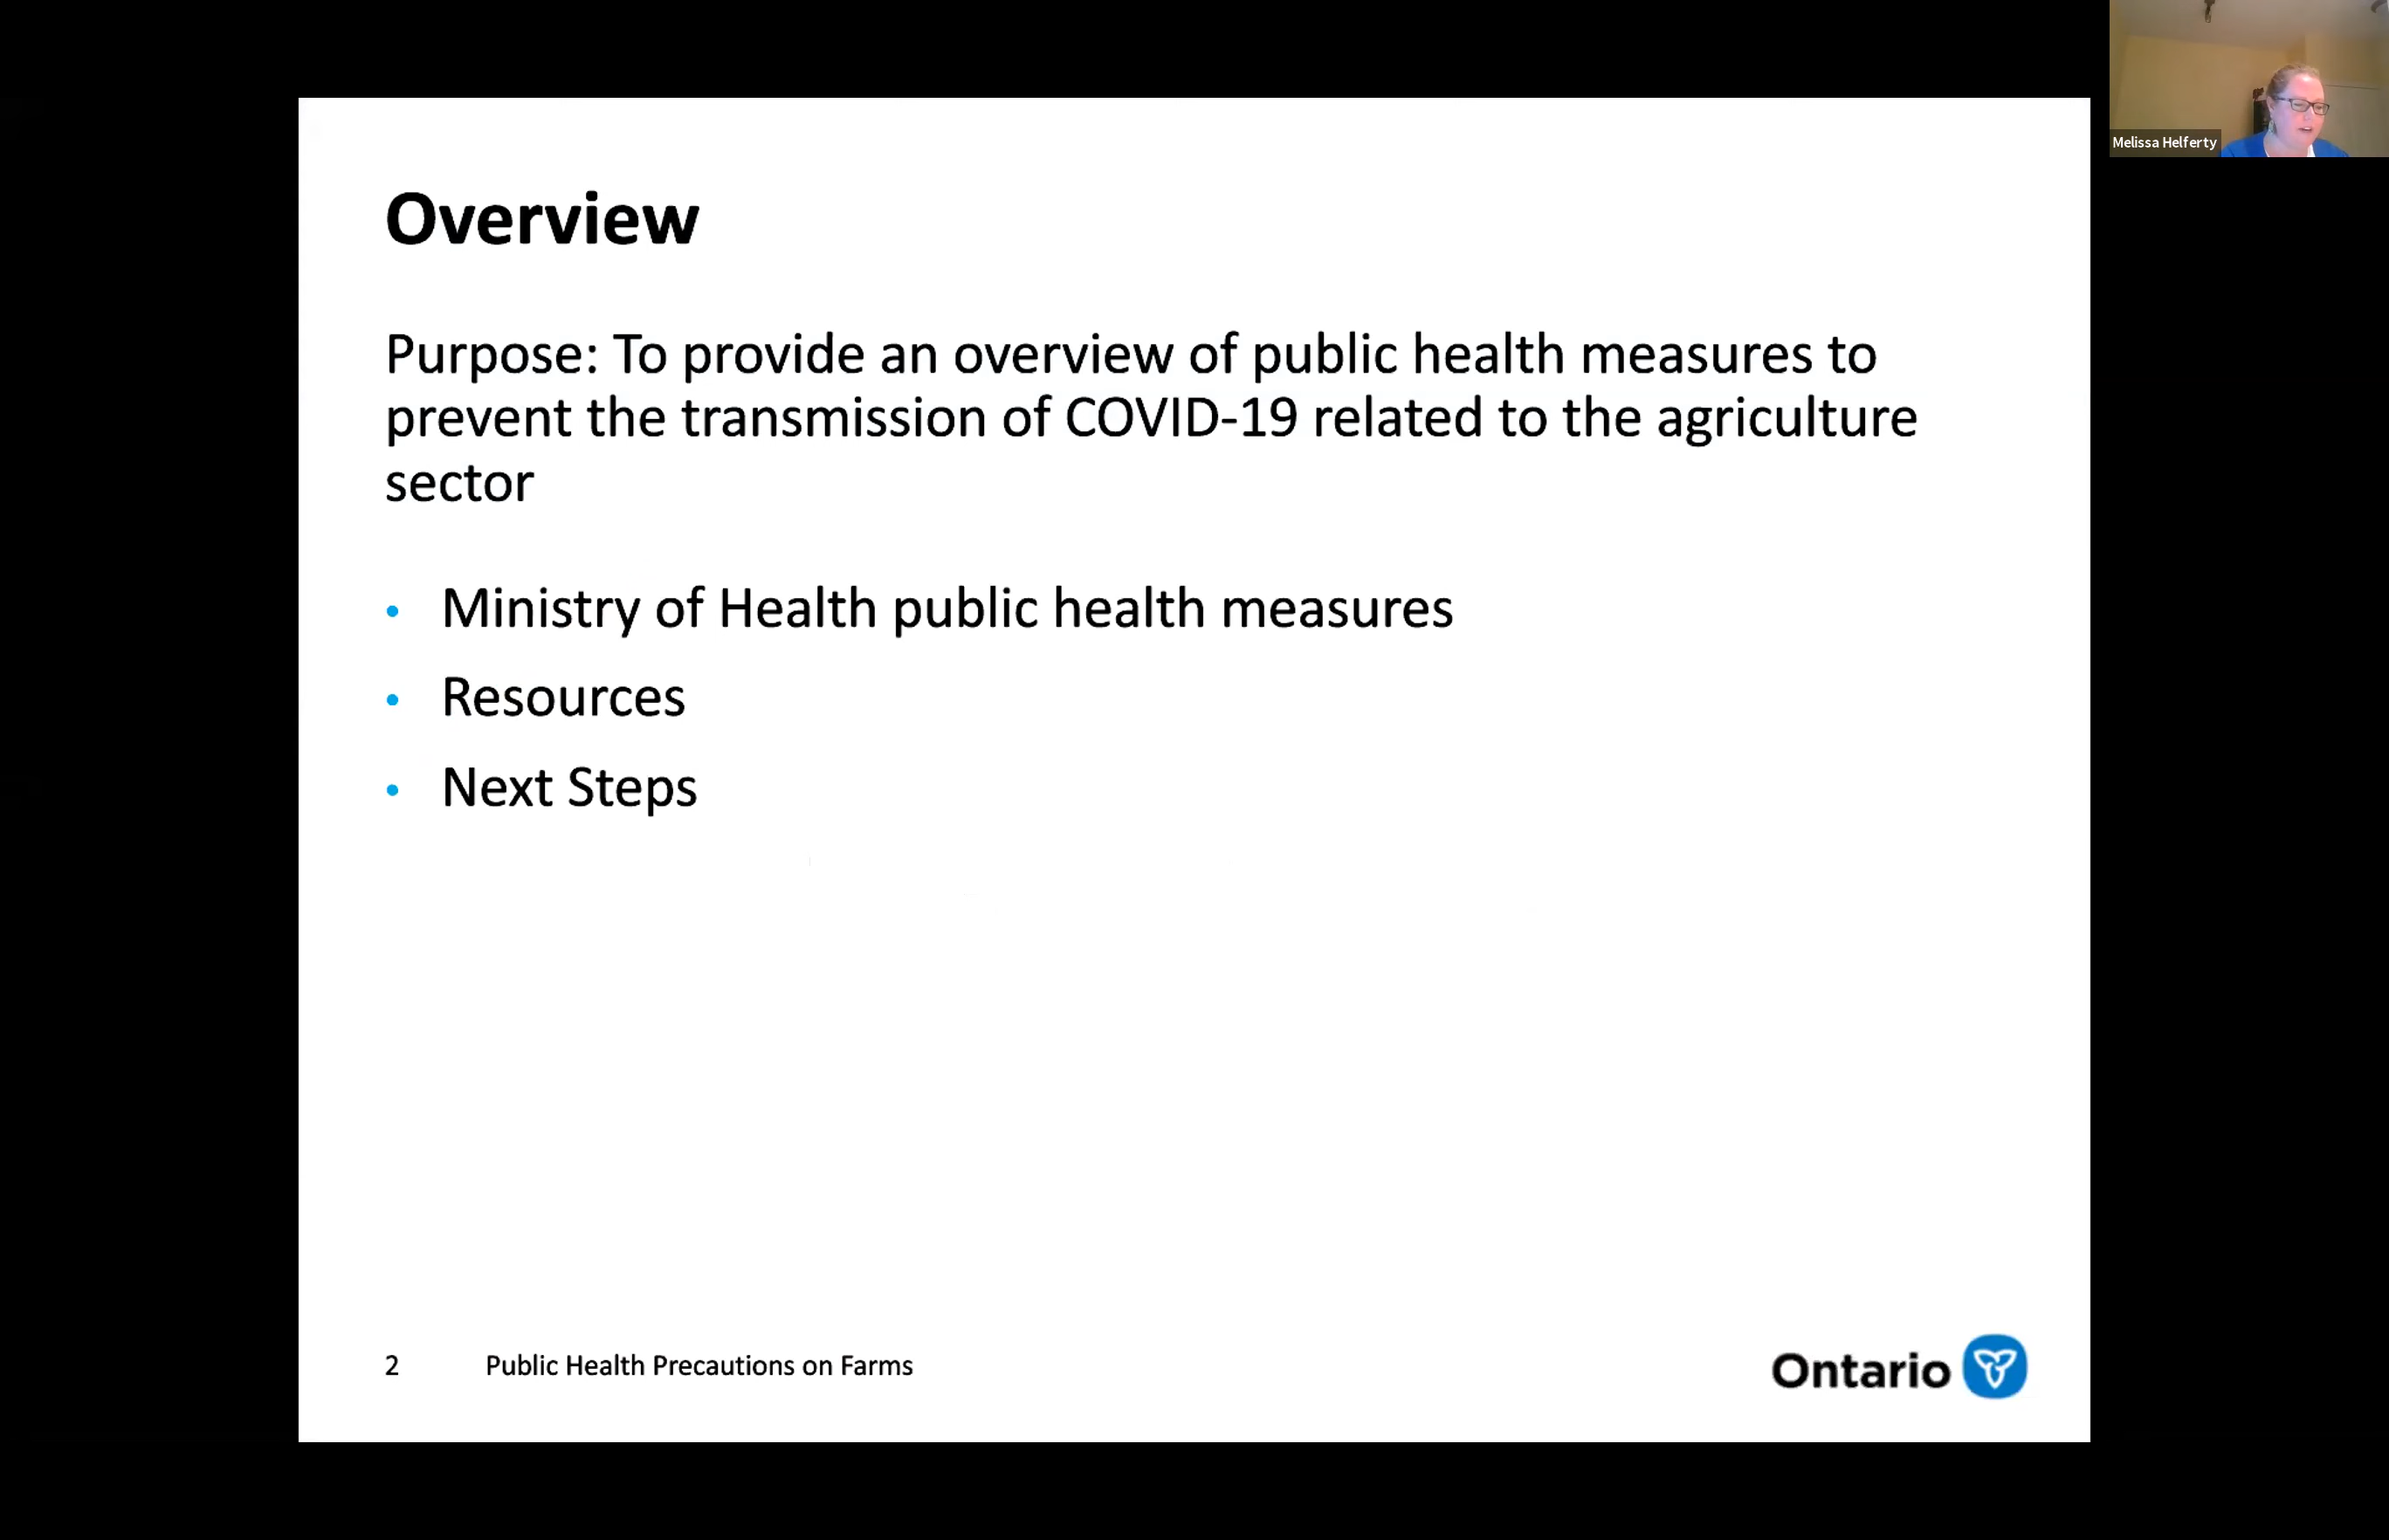 Melissa Helferty
Overview
Purpose: To provide an overview of public health measures to
prevent the transmission of COVID-19 related to the agriculture
sector
• Ministry of Health public health measures
• Resources
• Next Steps
2 Public Health Precautions on Farms
Ontario